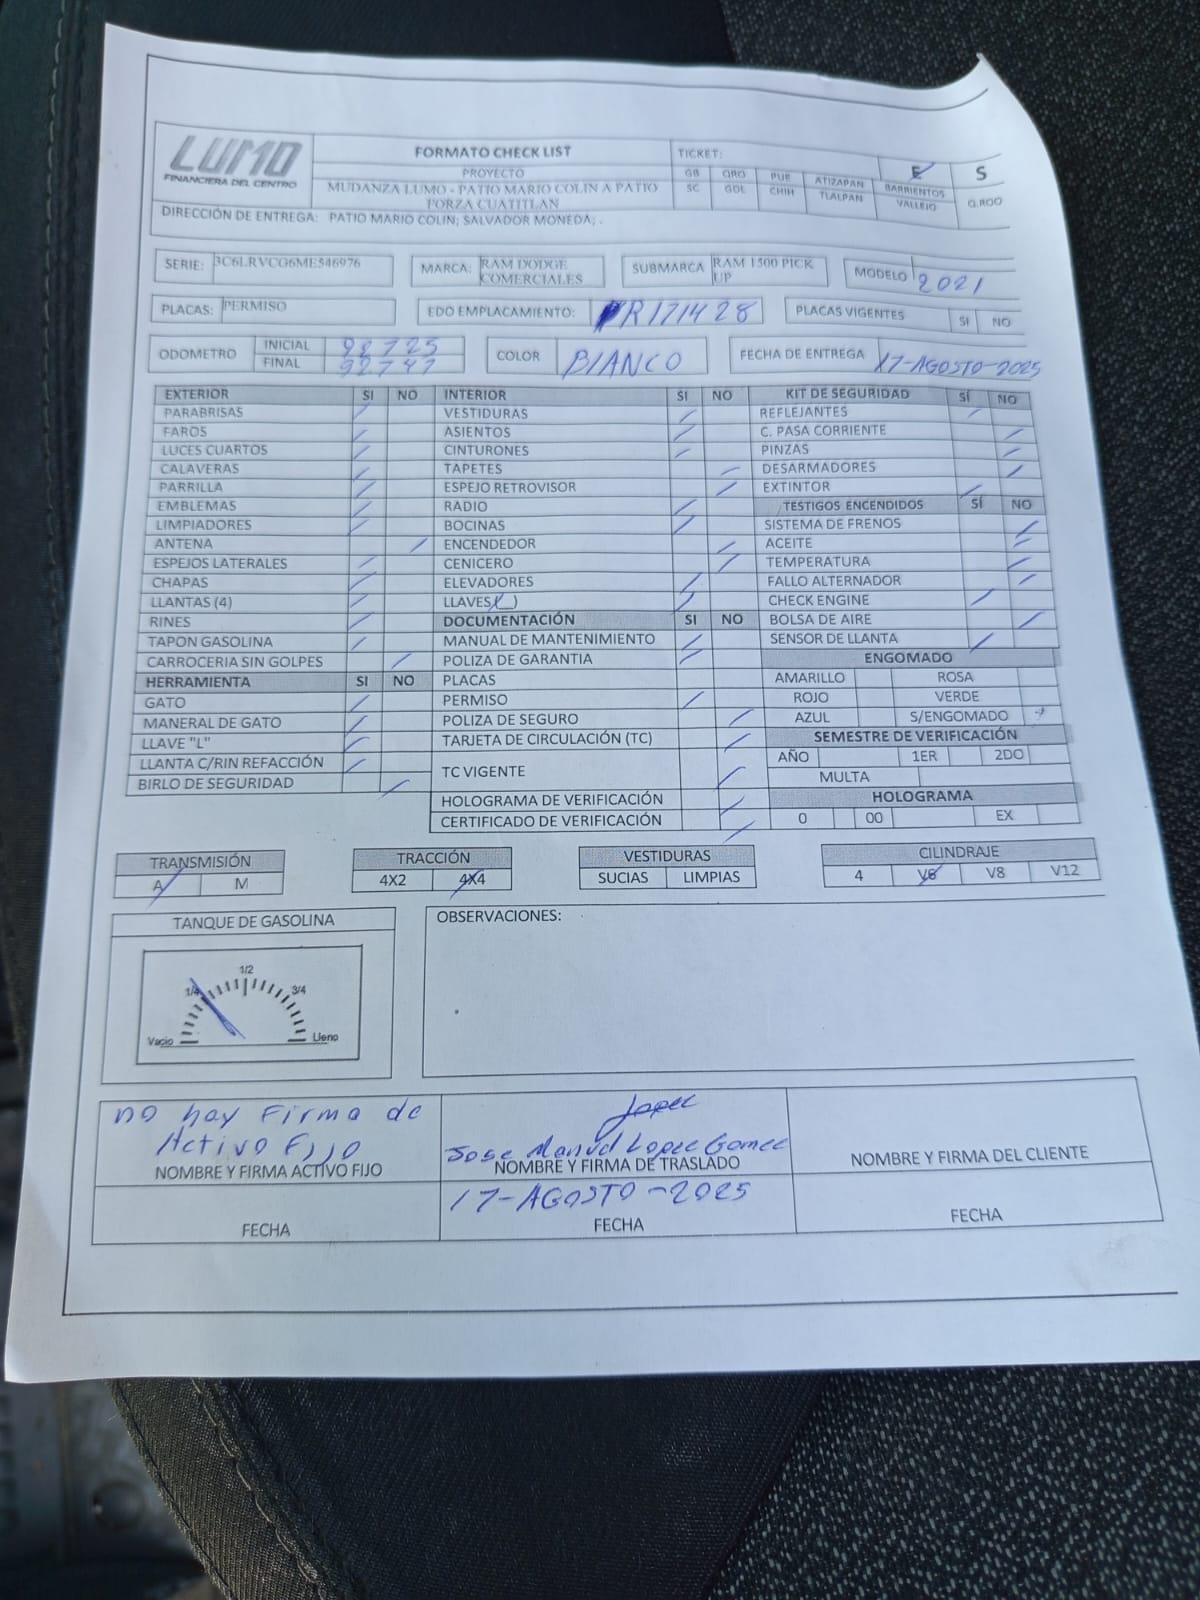 LUMO
FINANCIERA DEL CENTRO
FORMATO CHECK LIST
PROYECTO
MUDANZA LUMO - PATIO MARIO COLIN A PATIO
FORZA CUATITLAN
TICKET: E S
GB QRO PUE ATIZAPAN BARRIENTOS
SC GDL CHIH TLALPAN VALLEJO Q.ROO
DIRECCIÓN DE ENTREGA: PATIO MARIO COLIN; SALVADOR MONEDA; .
SERIE: 3C6LRVCG6ME546976
MARCA: RAM DODGE
COMERCIALES
SUBMARCA RAM 1500 PICK
UP
MODELO 2021
PLACAS: PERMISO
EDO EMPLACAMIENTO: R171428
PLACAS VIGENTES SI NO
ODOMETRO INICIAL 98725
FINAL 92747
COLOR BlANCO
FECHA DE ENTREGA 17-AGOSTO-2025
EXTERIOR SI NO
PARABRISAS
FAROS
LUCES CUARTOS
CALAVERAS
PARRILLA
EMBLEMAS
LIMPIADORES
ANTENA
ESPEJOS LATERALES
CHAPAS
LLANTAS (4)
RINES
TAPON GASOLINA
CARROCERIA SIN GOLPES
HERRAMIENTA SI NO
GATO
MANERAL DE GATO
LLAVE "L"
LLANTA C/RIN REFACCIÓN
BIRLO DE SEGURIDAD
INTERIOR SI NO
VESTIDURAS
ASIENTOS
CINTURONES
TAPETES
ESPEJO RETROVISOR
RADIO
BOCINAS
ENCENDEDOR
CENICERO
ELEVADORES
LLAVES(__)
DOCUMENTACIÓN SI NO
MANUAL DE MANTENIMIENTO
POLIZA DE GARANTIA
PLACAS
PERMISO
POLIZA DE SEGURO
TARJETA DE CIRCULACIÓN (TC)
TC VIGENTE
HOLOGRAMA DE VERIFICACIÓN
CERTIFICADO DE VERIFICACIÓN
KIT DE SEGURIDAD SÍ NO
REFLEJANTES
C. PASA CORRIENTE
PINZAS
DESARMADORES
EXTINTOR
TESTIGOS ENCENDIDOS SÍ NO
SISTEMA DE FRENOS
ACEITE
TEMPERATURA
FALLO ALTERNADOR
CHECK ENGINE
BOLSA DE AIRE
SENSOR DE LLANTA
ENGOMADO
AMARILLO ROSA
ROJO VERDE
AZUL S/ENGOMADO
SEMESTRE DE VERIFICACIÓN
AÑO 1ER 2DO
MULTA
HOLOGRAMA
0 00 EX
TRANSMISIÓN
A M
TRACCIÓN
4X2 4X4
VESTIDURAS
SUCIAS LIMPIAS
CILINDRAJE
4 V6 V8 V12
TANQUE DE GASOLINA
1/2
1/4 3/4
Vacio Lleno
OBSERVACIONES:
no hay Firma de
Activo Fijo
NOMBRE Y FIRMA ACTIVO FIJO
FECHA
Lopez
Jose Manuel Lopez Gomez
NOMBRE Y FIRMA DE TRASLADO
17-AGOSTO-2025
FECHA
NOMBRE Y FIRMA DEL CLIENTE
FECHA